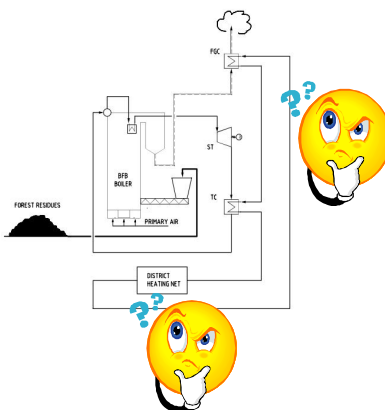 FGC
??
ST
BFB
BOILER
FOREST RESIDUES
PRIMARY AIR
TC
DISTRICT
HEATING NET
??